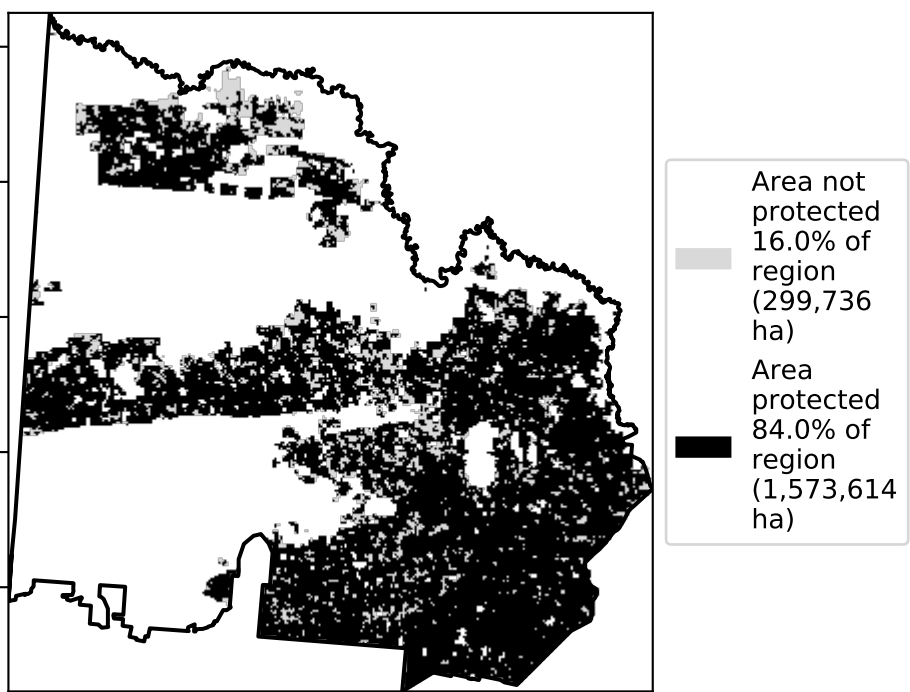 Area not
protected
16.0% of
region
(299,736
ha)
Area
protected
84.0% of
region
(1,573,614
ha)